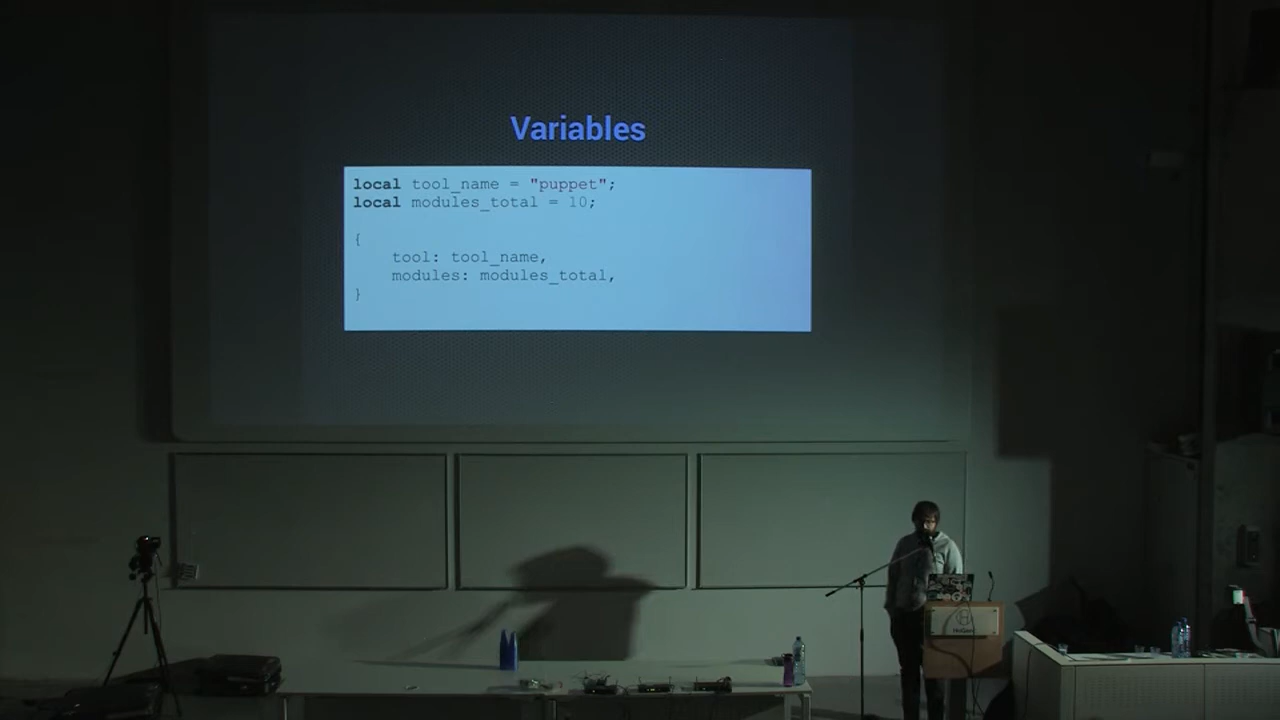 Variables
local tool_name = "puppet";
local modules_total = 10;
{
    tool: tool_name,
    modules: modules_total,
}